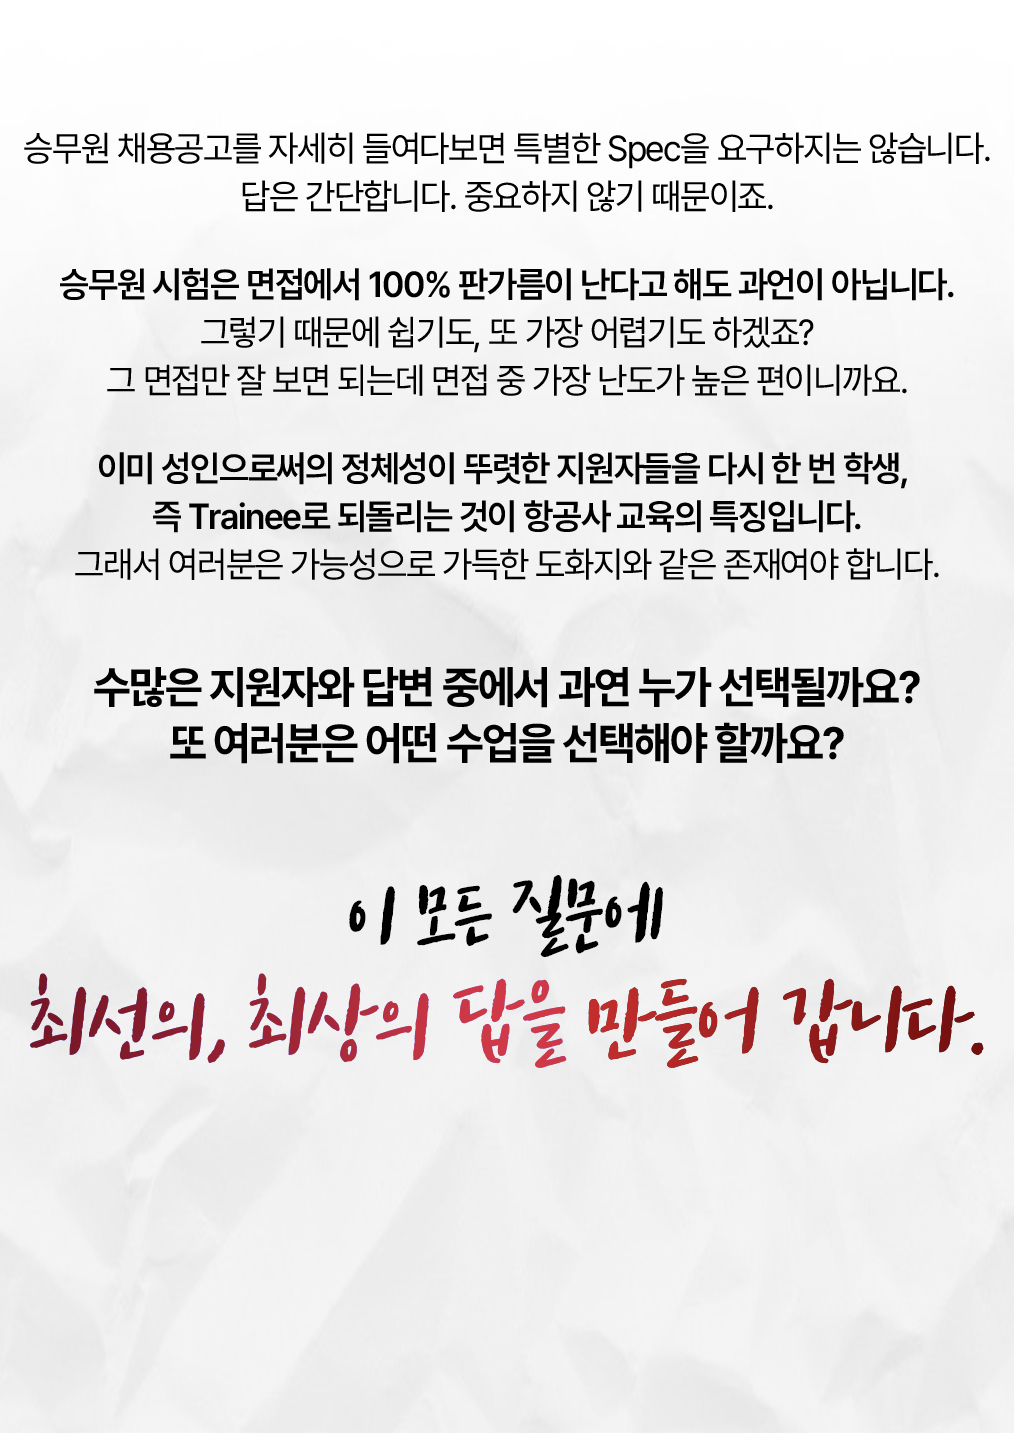 승무원 채용공고를 자세히 들여다보면 특별한 Spec을 요구하지는 않습니다.
답은 간단합니다. 중요하지 않기 때문이죠.
승무원 시험은 면접에서 100% 판가름이 난다고 해도 과언이 아닙니다.
그렇기 때문에 쉽기도, 또 가장 어렵기도 하겠죠?
그 면접만 잘 보면 되는데 면접 중 가장 난도가 높은 편이니까요.
이미 성인으로써의 정체성이 뚜렷한 지원자들을 다시 한 번 학생,
즉 Trainee로 되돌리는 것이 항공사 교육의 특징입니다.
그래서 여러분은 가능성으로 가득한 도화지와 같은 존재여야 합니다.
수많은 지원자와 답변 중에서 과연 누가 선택될까요?
또 여러분은 어떤 수업을 선택해야 할까요?
이 모든 질문에
최선의, 최상의 답을 만들어 갑니다.